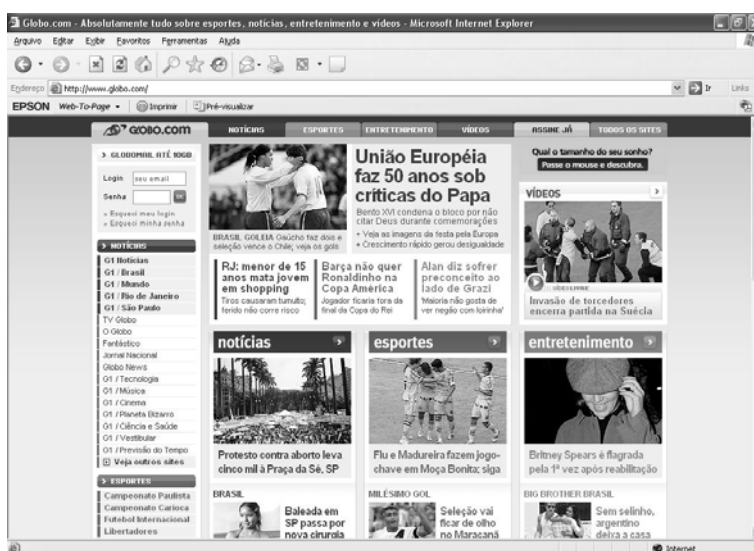 Globo.com - Absolutamente tudo sobre esportes, notícias, entretenimento e vídeos - Microsoft Internet Explorer
Arquivo Editar Exibir Favoritos Ferramentas Ajuda
Endereço http://www.globo.com/ Ir Links
EPSON Web-To-Page Imprimir Pré-visualizar
GLOBO.COM NOTÍCIAS ESPORTES ENTRETENIMENTO VÍDEOS ASSINE JÁ TODOS OS SITES
GLOBOMAIL ATÉ 10GB
Login seu email
Senha OK
» Esqueci meu login
» Esqueci minha senha
NOTÍCIAS
G1 Notícias
G1 / Brasil
G1 / Mundo
G1 / Rio de Janeiro
G1 / São Paulo
TV Globo
O Globo
Fantástico
Jornal Nacional
Globo News
G1 / Tecnologia
G1 / Música
G1 / Cinema
G1 / Planeta Bizarro
G1 / Ciência e Saúde
G1 / Vestibular
G1 / Previsão do Tempo
Veja outros sites
ESPORTES
Campeonato Paulista
Campeonato Carioca
Futebol Internacional
Libertadores
BRASIL GOLEIA Gaúcho faz dois e
seleção vence o Chile; veja os gols
União Européia
faz 50 anos sob
críticas do Papa
Bento XVI condena o bloco por não
citar Deus durante comemorações
+ Veja as imagens da festa pela Europa
+ Crescimento rápido gerou desigualdade
RJ: menor de 15
anos mata jovem
em shopping
Tiros causaram tumulto;
ferido não corre risco
Barça não quer
Ronaldinho na
Copa América
Jogador ficaria fora da
final da Copa do Rei
Alan diz sofrer
preconceito ao
lado de Grazi
'Maioria não gosta de
ver negão com loirinha'
Qual o tamanho do seu sonho?
Passe o mouse e descubra.
VÍDEOS
VÍDEO LIVRE
Invasão de torcedores
encerra partida na Suécia
notícias
Protesto contra aborto leva
cinco mil à Praça da Sé, SP
BRASIL
Baleada em
SP passa por
nova cirurgia
esportes
Flu e Madureira fazem jogo-
chave em Moça Bonita; siga
MILÉSIMO GOL
Seleção vai
ficar de olho
no Maracanã
entretenimento
Britney Spears é flagrada
pela 1ª vez após reabilitação
BIG BROTHER BRASIL
Sem selinho,
argentino
deixa a casa
Internet